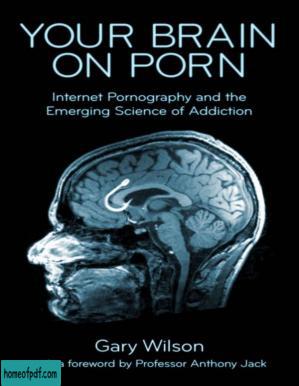 YOUR BRAIN
ON PORN
Internet Pornography and the
Emerging Science of Addiction
Gary Wilson
a foreword by Professor Anthony Jack
homeofpdf.com